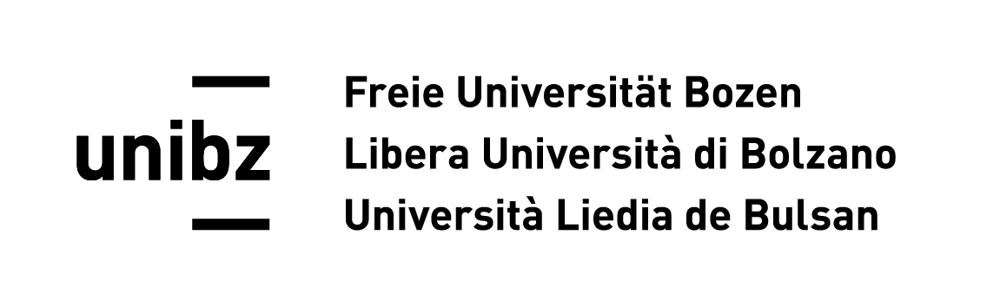 unibz
Freie Universität Bozen
Libera Università di Bolzano
Università Liedia de Bulsan